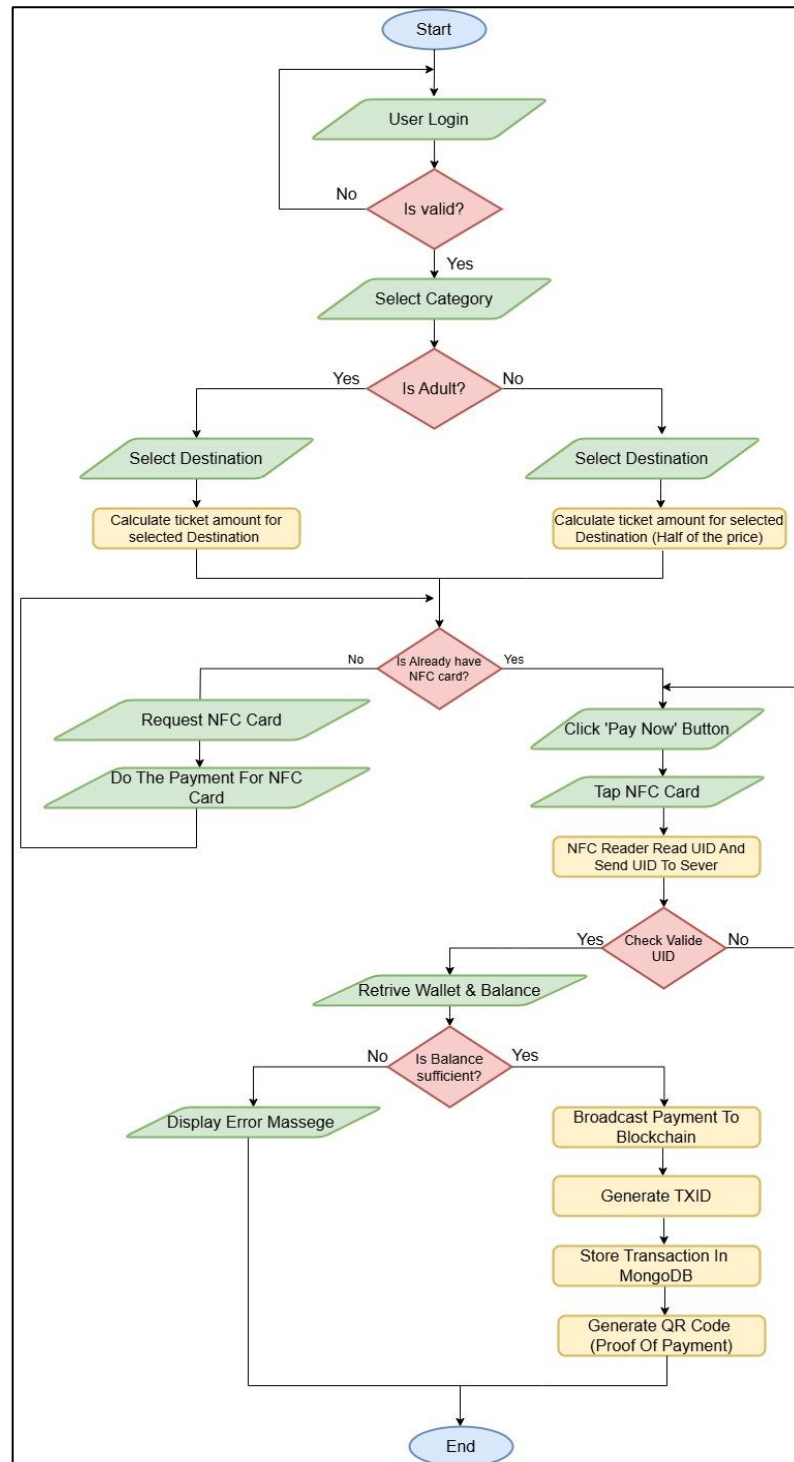 Start
User Login
No
Is valid?
Yes
Select Category
Yes
Is Adult?
No
Select Destination
Select Destination
Calculate ticket amount for
selected Destination
Calculate ticket amount for selected
Destination (Half of the price)
No
Is Already have
NFC card?
Yes
Request NFC Card
Click 'Pay Now' Button
Do The Payment For NFC
Card
Tap NFC Card
NFC Reader Read UID And
Send UID To Sever
Yes
Check Valide
UID
No
Retrive Wallet & Balance
No
Is Balance
sufficient?
Yes
Display Error Massege
Broadcast Payment To
Blockchain
Generate TXID
Store Transaction In
MongoDB
Generate QR Code
(Proof Of Payment)
End